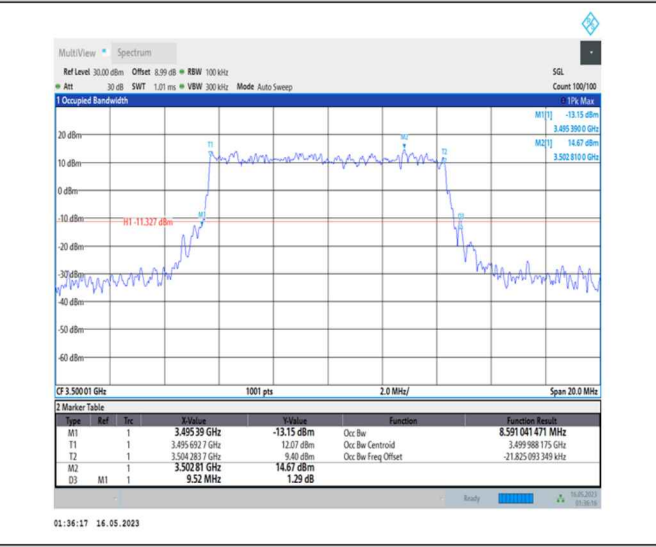 MultiView Spectrum
Ref Level 30.00 dBm Offset 8.99 dB RBW 100 kHz SGL
Att 30 dB SWT 1.01 ms VBW 300 kHz Mode Auto Sweep Count 100/100
1 Occupied Bandwidth 1Pk Max
M1[1] -13.15 dBm
3.495 390 0 GHz
M2[1] 14.67 dBm
3.502 810 0 GHz
20 dBm
T1
M2
T2
10 dBm
0 dBm
-10 dBm
H1 -11.327 dBm
M1
D3
-20 dBm
-30 dBm
-40 dBm
-50 dBm
-60 dBm
CF 3.500 01 GHz 1001 pts 2.0 MHz/ Span 20.0 MHz
2 Marker Table
Type Ref Trc X-Value Y-Value Function Function Result
M1 1 3.495 39 GHz -13.15 dBm Occ Bw 8.591 041 471 MHz
T1 1 3.495 692 7 GHz 12.07 dBm Occ Bw Centroid 3.499 988 175 GHz
T2 1 3.504 283 7 GHz 9.40 dBm Occ Bw Freq Offset -21.825 093 349 kHz
M2 1 3.502 81 GHz 14.67 dBm
D3 M1 1 9.52 MHz 1.29 dB
Ready 16.05.2023
01:36:16
01:36:17 16.05.2023